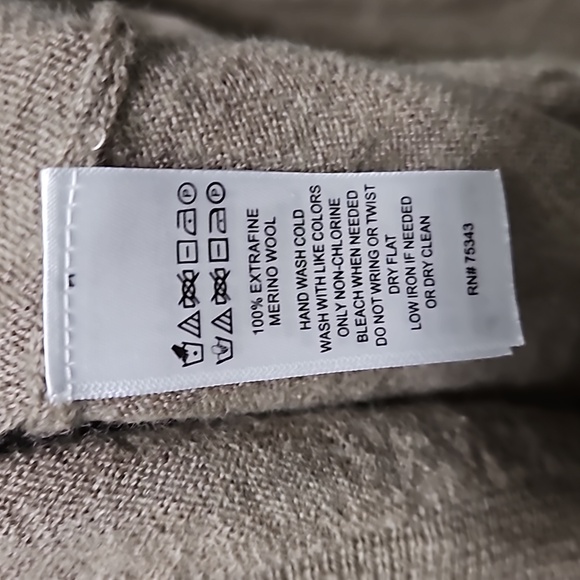 100% EXTRAFINE
MERINO WOOL
HAND WASH COLD
WASH WITH LIKE COLORS
ONLY NON-CHLORINE
BLEACH WHEN NEEDED
DO NOT WRING OR TWIST
DRY FLAT
LOW IRON IF NEEDED
OR DRY CLEAN
RN# 75343
P
P